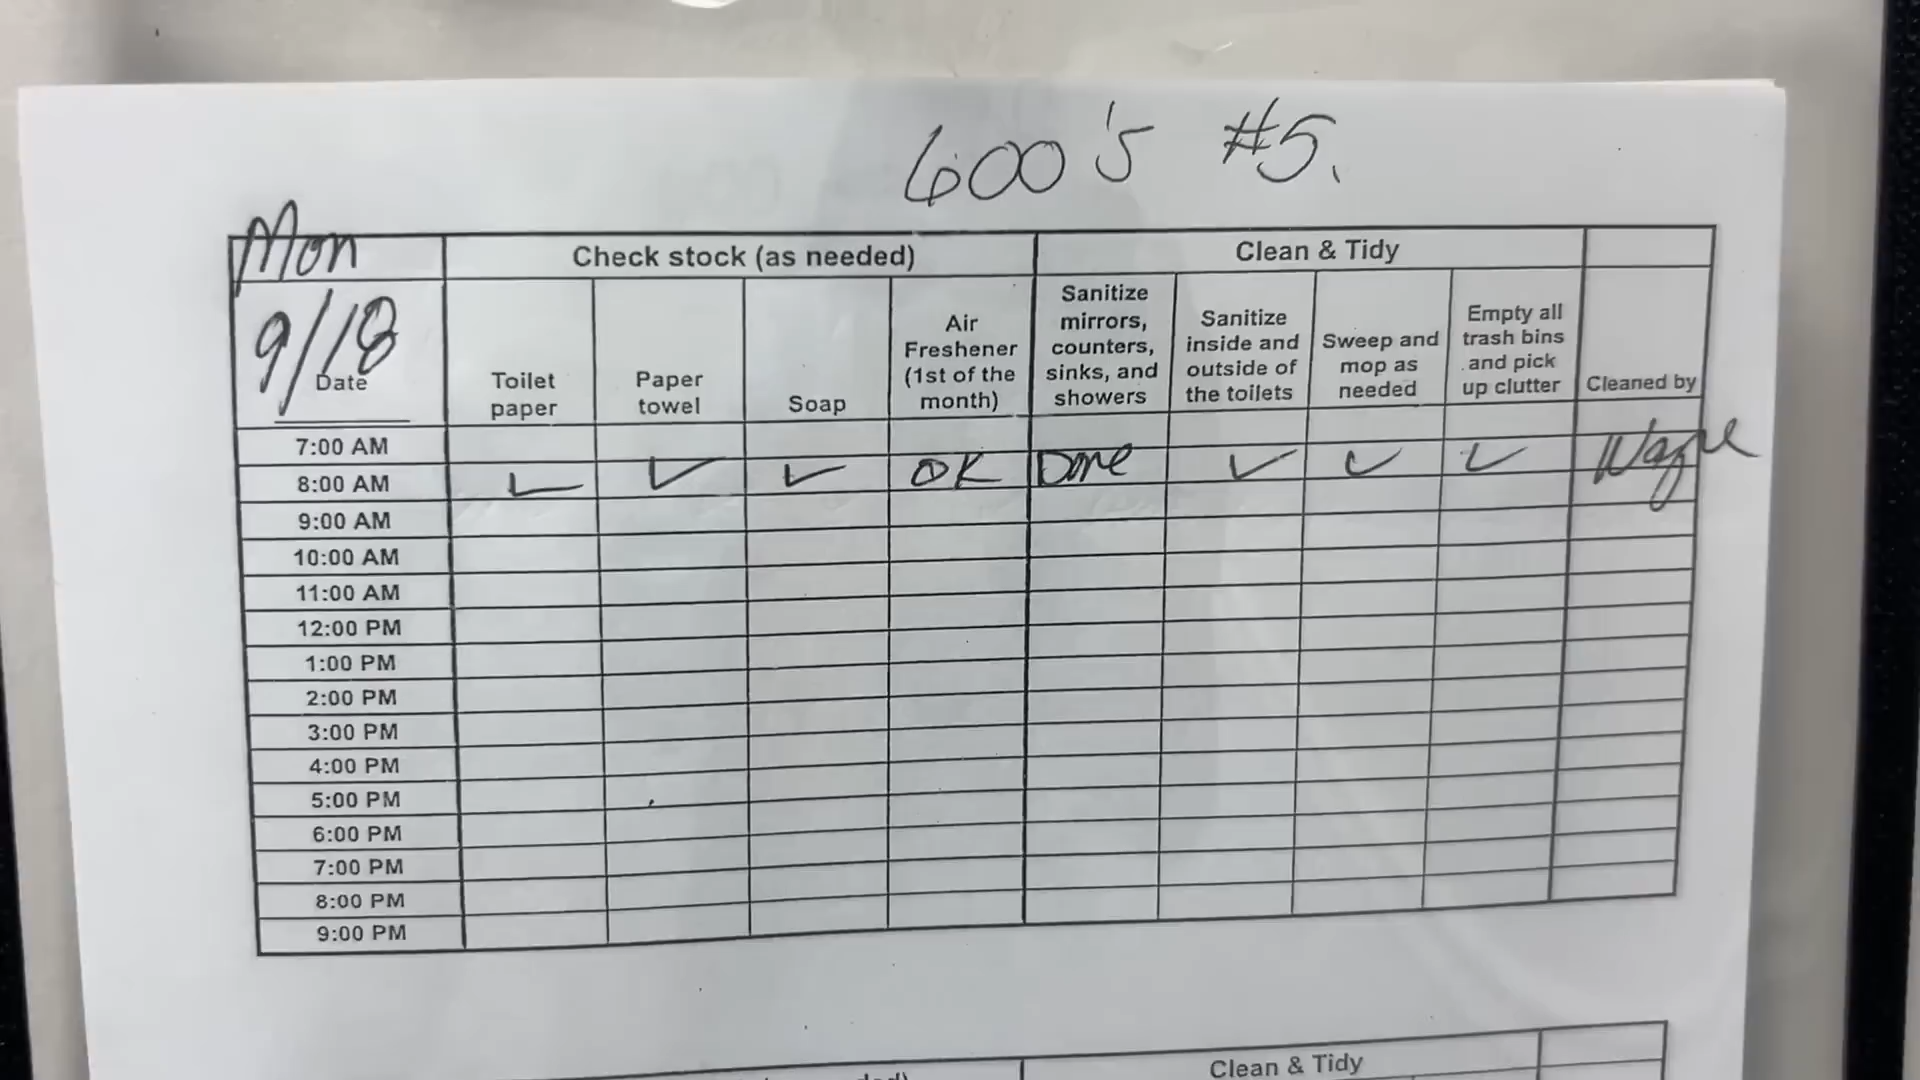 600's #5.
Mon
Check stock (as needed) Clean & Tidy
9/18
Date
Toilet paper
Paper towel
Soap
Air Freshener (1st of the month)
Sanitize mirrors, counters, sinks, and showers
Sanitize inside and outside of the toilets
Sweep and mop as needed
Empty all trash bins and pick up clutter
Cleaned by
7:00 AM
8:00 AM ✓ ✓ ✓ OK Done ✓ ✓ ✓ Wayne
9:00 AM
10:00 AM
11:00 AM
12:00 PM
1:00 PM
2:00 PM
3:00 PM
4:00 PM
5:00 PM
6:00 PM
7:00 PM
8:00 PM
9:00 PM
Clean & Tidy